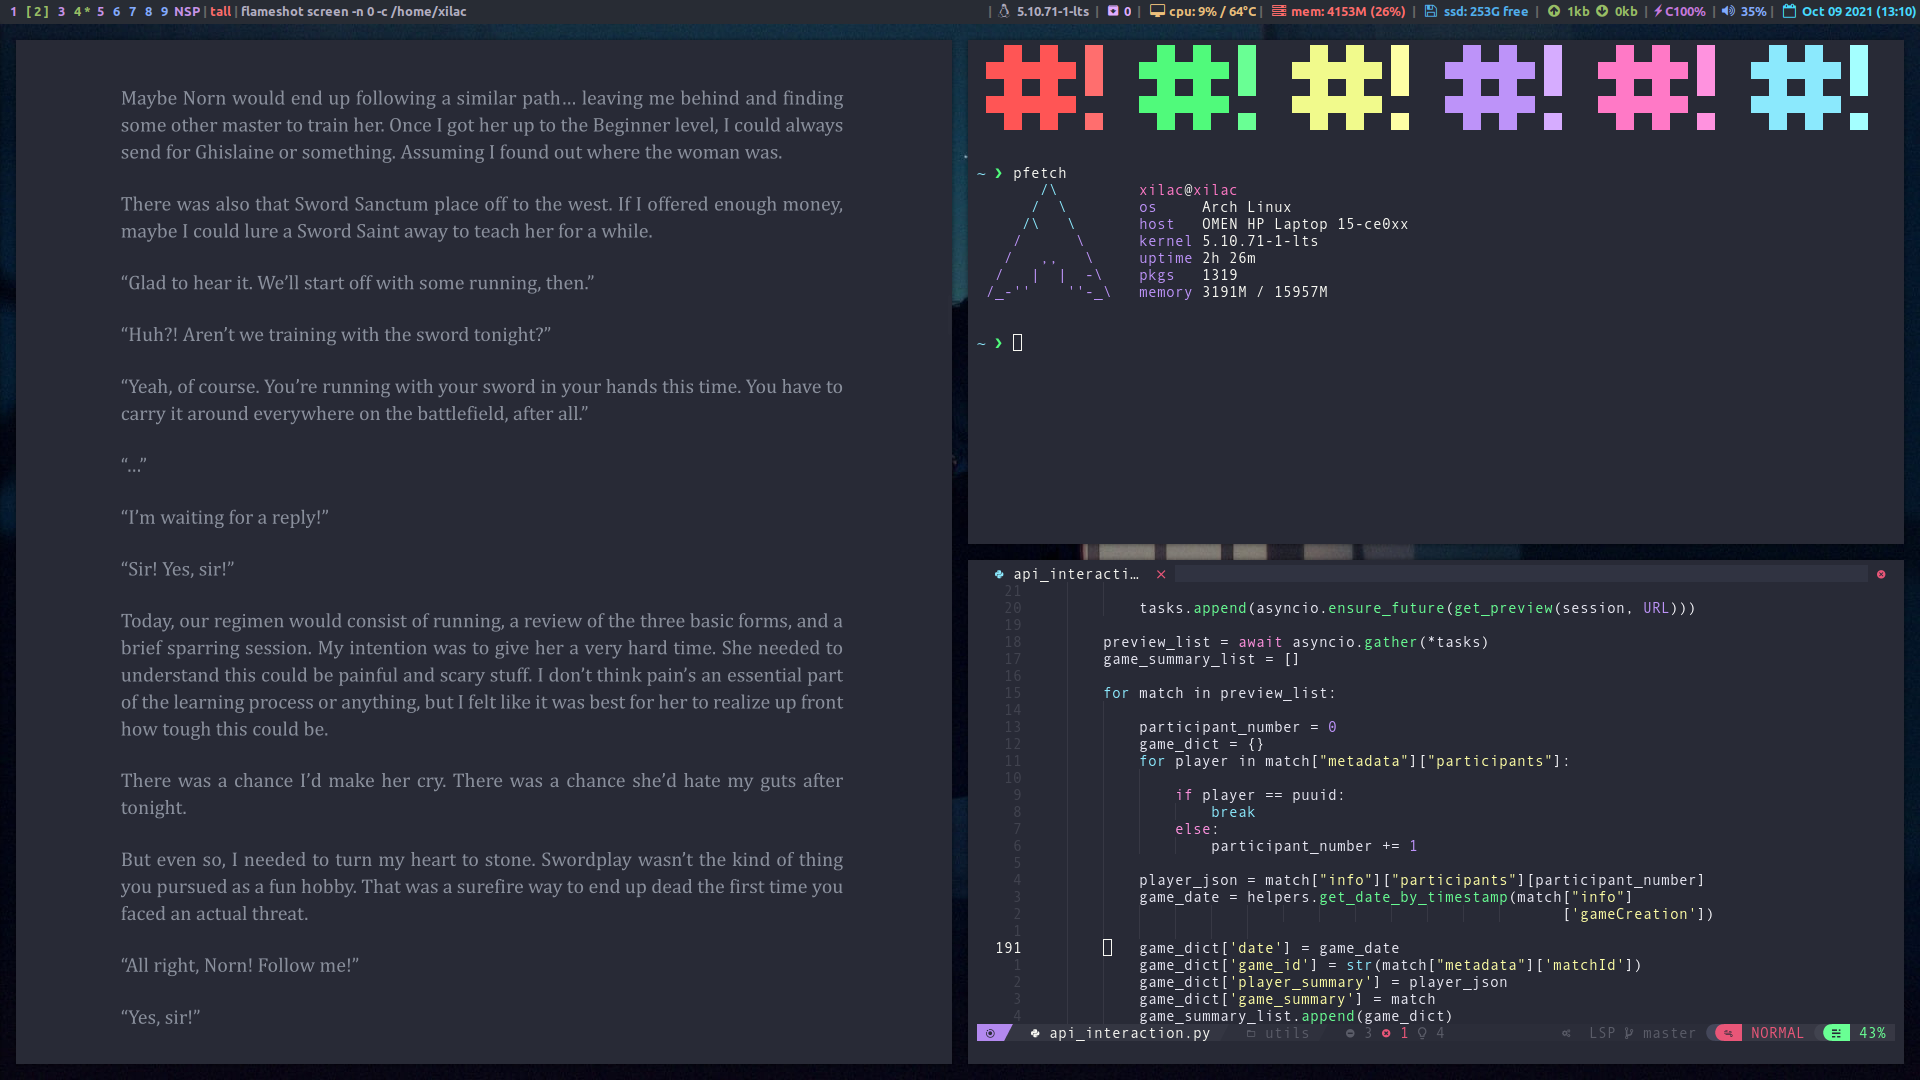 1 [2] 3 4* 5 6 7 8 9 NSP | tall | flameshot screen -n 0 -c /home/xilac
| 5.10.71-1-lts | 0 | cpu: 9% / 64°C | mem: 4153M (26%) | ssd: 253G free | 1kb 0kb | C100% | 35% | Oct 09 2021 (13:10)
Maybe Norn would end up following a similar path… leaving me behind and finding
some other master to train her. Once I got her up to the Beginner level, I could always
send for Ghislaine or something. Assuming I found out where the woman was.
There was also that Sword Sanctum place off to the west. If I offered enough money,
maybe I could lure a Sword Saint away to teach her for a while.
“Glad to hear it. We’ll start off with some running, then.”
“Huh?! Aren’t we training with the sword tonight?”
“Yeah, of course. You’re running with your sword in your hands this time. You have to
carry it around everywhere on the battlefield, after all.”
“…”
“I’m waiting for a reply!”
“Sir! Yes, sir!”
Today, our regimen would consist of running, a review of the three basic forms, and a
brief sparring session. My intention was to give her a very hard time. She needed to
understand this could be painful and scary stuff. I don’t think pain’s an essential part
of the learning process or anything, but I felt like it was best for her to realize up front
how tough this could be.
There was a chance I’d make her cry. There was a chance she’d hate my guts after
tonight.
But even so, I needed to turn my heart to stone. Swordplay wasn’t the kind of thing
you pursued as a fun hobby. That was a surefire way to end up dead the first time you
faced an actual threat.
“All right, Norn! Follow me!”
“Yes, sir!”
#! #! #! #! #! #!
~ ❯ pfetch
xilac@xilac
os Arch Linux
host OMEN HP Laptop 15-ce0xx
kernel 5.10.71-1-lts
uptime 2h 26m
pkgs 1319
memory 3191M / 15957M
~ ❯
api_interacti…
21
20 tasks.append(asyncio.ensure_future(get_preview(session, URL)))
19
18 preview_list = await asyncio.gather(*tasks)
17 game_summary_list = []
16
15 for match in preview_list:
14
13 participant_number = 0
12 game_dict = {}
11 for player in match["metadata"]["participants"]:
10
9 if player == puuid:
8 break
7 else:
6 participant_number += 1
5
4 player_json = match["info"]["participants"][participant_number]
3 game_date = helpers.get_date_by_timestamp(match["info"]
2 ['gameCreation'])
1
191 game_dict['date'] = game_date
1 game_dict['game_id'] = str(match["metadata"]['matchId'])
2 game_dict['player_summary'] = player_json
3 game_dict['game_summary'] = match
4 game_summary_list.append(game_dict)
api_interaction.py utils 3 1 4 LSP master NORMAL 43%